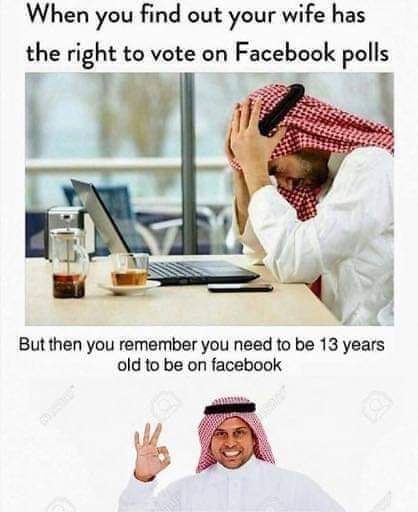 When you find out your wife has
the right to vote on Facebook polls
But then you remember you need to be 13 years
old to be on facebook